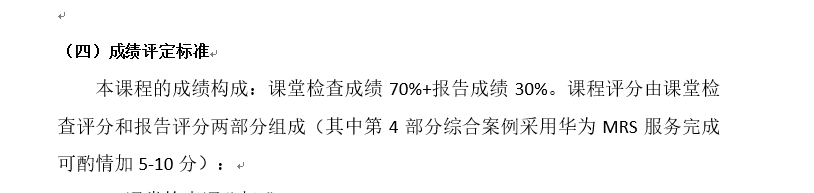 （四）成绩评定标准
本课程的成绩构成：课堂检查成绩 70%+报告成绩 30%。课程评分由课堂检
查评分和报告评分两部分组成（其中第 4 部分综合案例采用华为 MRS 服务完成
可酌情加 5-10 分）：